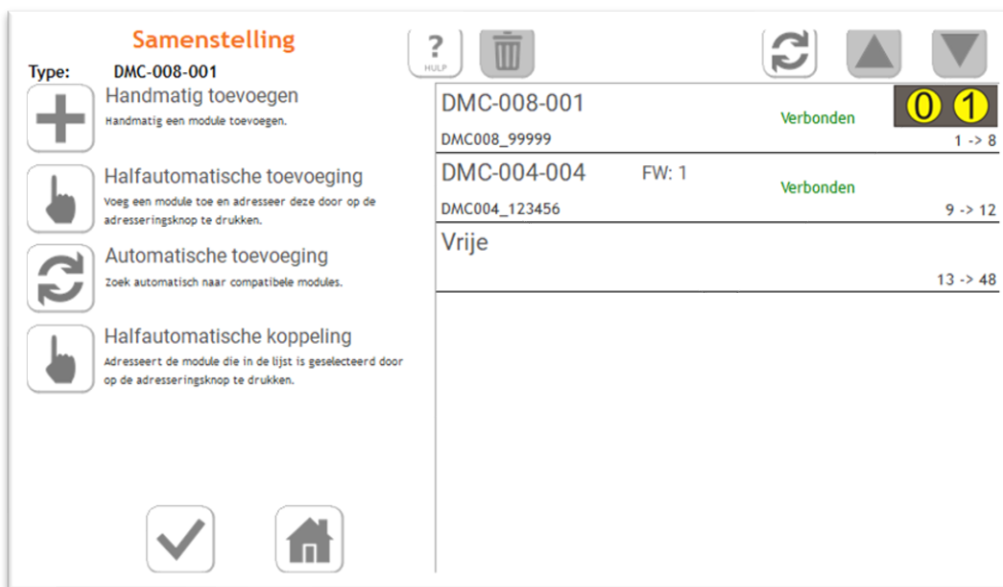 Samenstelling
Type: DMC-008-001
Handmatig toevoegen
Handmatig een module toevoegen.
Halfautomatische toevoeging
Voeg een module toe en adresseer deze door op de
adresseringsknop te drukken.
Automatische toevoeging
Zoek automatisch naar compatibele modules.
Halfautomatische koppeling
Adresseert de module die in de lijst is geselecteerd door
op de adresseringsknop te drukken.
?
HULP
DMC-008-001
Verbonden
0 1
DMC008_99999
1 -> 8
DMC-004-004 FW: 1
Verbonden
DMC004_123456
9 -> 12
Vrije
13 -> 48